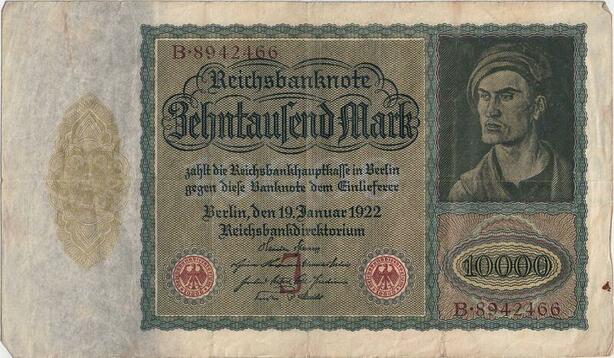 B·8942466
Reichsbanknote
Zehntausend Mark
zahlt die Reichsbankhauptkasse in Berlin
gegen diese Banknote dem Einlieferer
Berlin, den 19. Januar 1922
Reichsbankdirektorium
J
10000
B·8942466